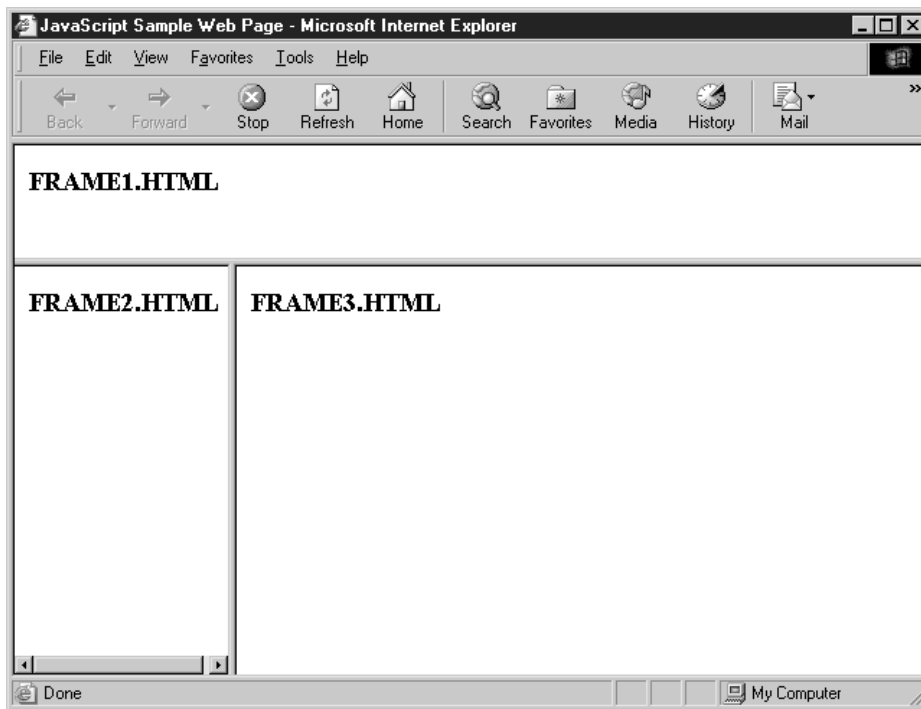 JavaScript Sample Web Page - Microsoft Internet Explorer
File Edit View Favorites Tools Help
Back Forward Stop Refresh Home Search Favorites Media History Mail »
FRAME1.HTML
FRAME2.HTML FRAME3.HTML
Done My Computer